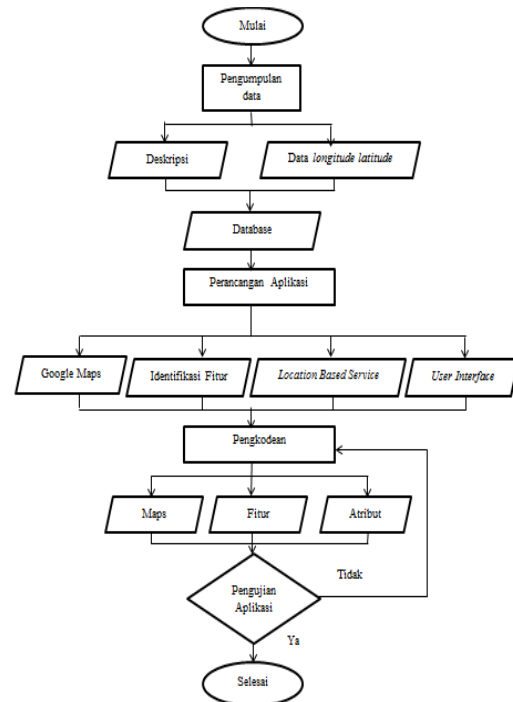 Mulai
Pengumpulan
data
Deskripsi
Data longitude latitude
Database
Perancangan Aplikasi
Google Maps
Identifikasi Fitur
Location Based Service
User Interface
Pengkodean
Maps
Fitur
Atribut
Pengujian
Aplikasi
Tidak
Ya
Selesai